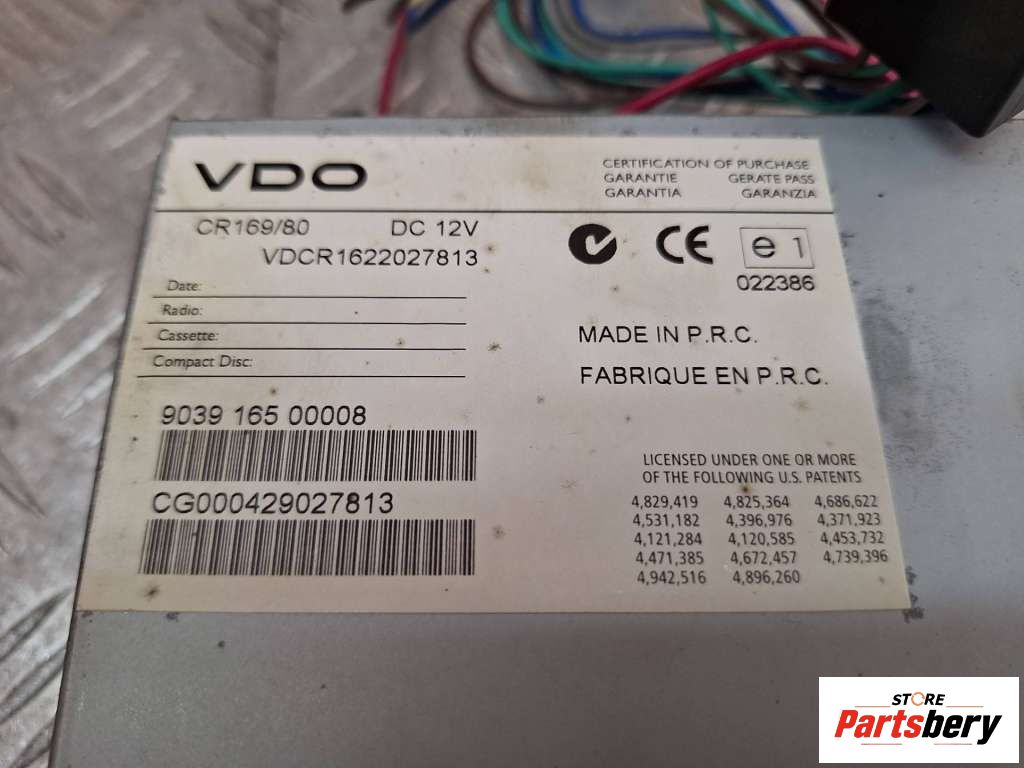 VDO
CERTIFICATION OF PURCHASE
GARANTIE GERATE PASS
GARANTIA GARANZIA
CR169/80 DC 12V
VDCR1622027813
CE e 1
022386
Date:
Radio:
Cassette:
Compact Disc:
MADE IN P.R.C.
FABRIQUE EN P.R.C.
9039 165 00008
CG000429027813
LICENSED UNDER ONE OR MORE
OF THE FOLLOWING U.S. PATENTS
4,829,419 4,825,364 4,686,622
4,531,182 4,396,976 4,371,923
4,121,284 4,120,585 4,453,732
4,471,385 4,672,457 4,739,396
4,942,516 4,896,260
STORE
Partsbery